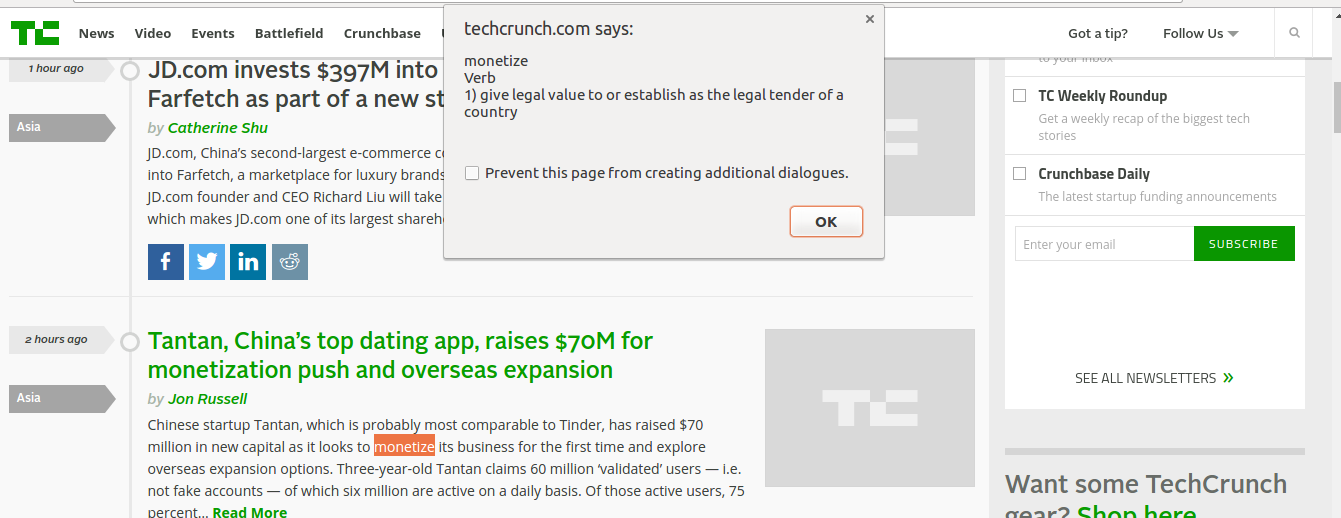 TC News Video Events Battlefield Crunchbase Got a tip? Follow Us
techcrunch.com says:
monetize
Verb
1) give legal value to or establish as the legal tender of a
country
Prevent this page from creating additional dialogues.
OK
1 hour ago
Asia
JD.com invests $397M into
Farfetch as part of a new st
by Catherine Shu
JD.com, China's second-largest e-commerce
into Farfetch, a marketplace for luxury brands
JD.com founder and CEO Richard Liu will take
which makes JD.com one of its largest
2 hours ago
Asia
Tantan, China's top dating app, raises $70M for
monetization push and overseas expansion
by Jon Russell
Chinese startup Tantan, which is probably most comparable to Tinder, has raised $70
million in new capital as it looks to monetize its business for the first time and explore
overseas expansion options. Three-year-old Tantan claims 60 million ‘validated’ users — i.e.
not fake accounts — of which six million are active on a daily basis. Of those active users, 75
percent... Read More
TC
TC
to your inbox
TC Weekly Roundup
Get a weekly recap of the biggest tech
stories
Crunchbase Daily
The latest startup funding announcements
Enter your email SUBSCRIBE
SEE ALL NEWSLETTERS »
Want some TechCrunch
gear? Shop here